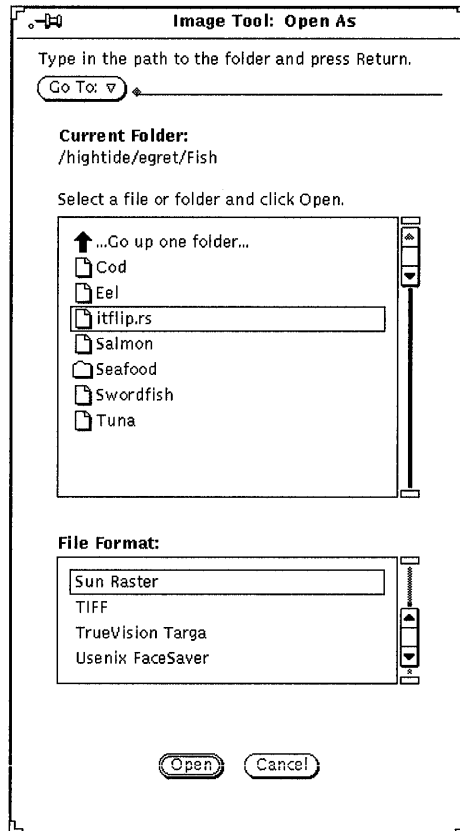 Image Tool: Open As
Type in the path to the folder and press Return.
Go To:
Current Folder:
/hightide/egret/Fish
Select a file or folder and click Open.
...Go up one folder...
Cod
Eel
itflip.rs
Salmon
Seafood
Swordfish
Tuna
File Format:
Sun Raster
TIFF
TrueVision Targa
Usenix FaceSaver
Open Cancel